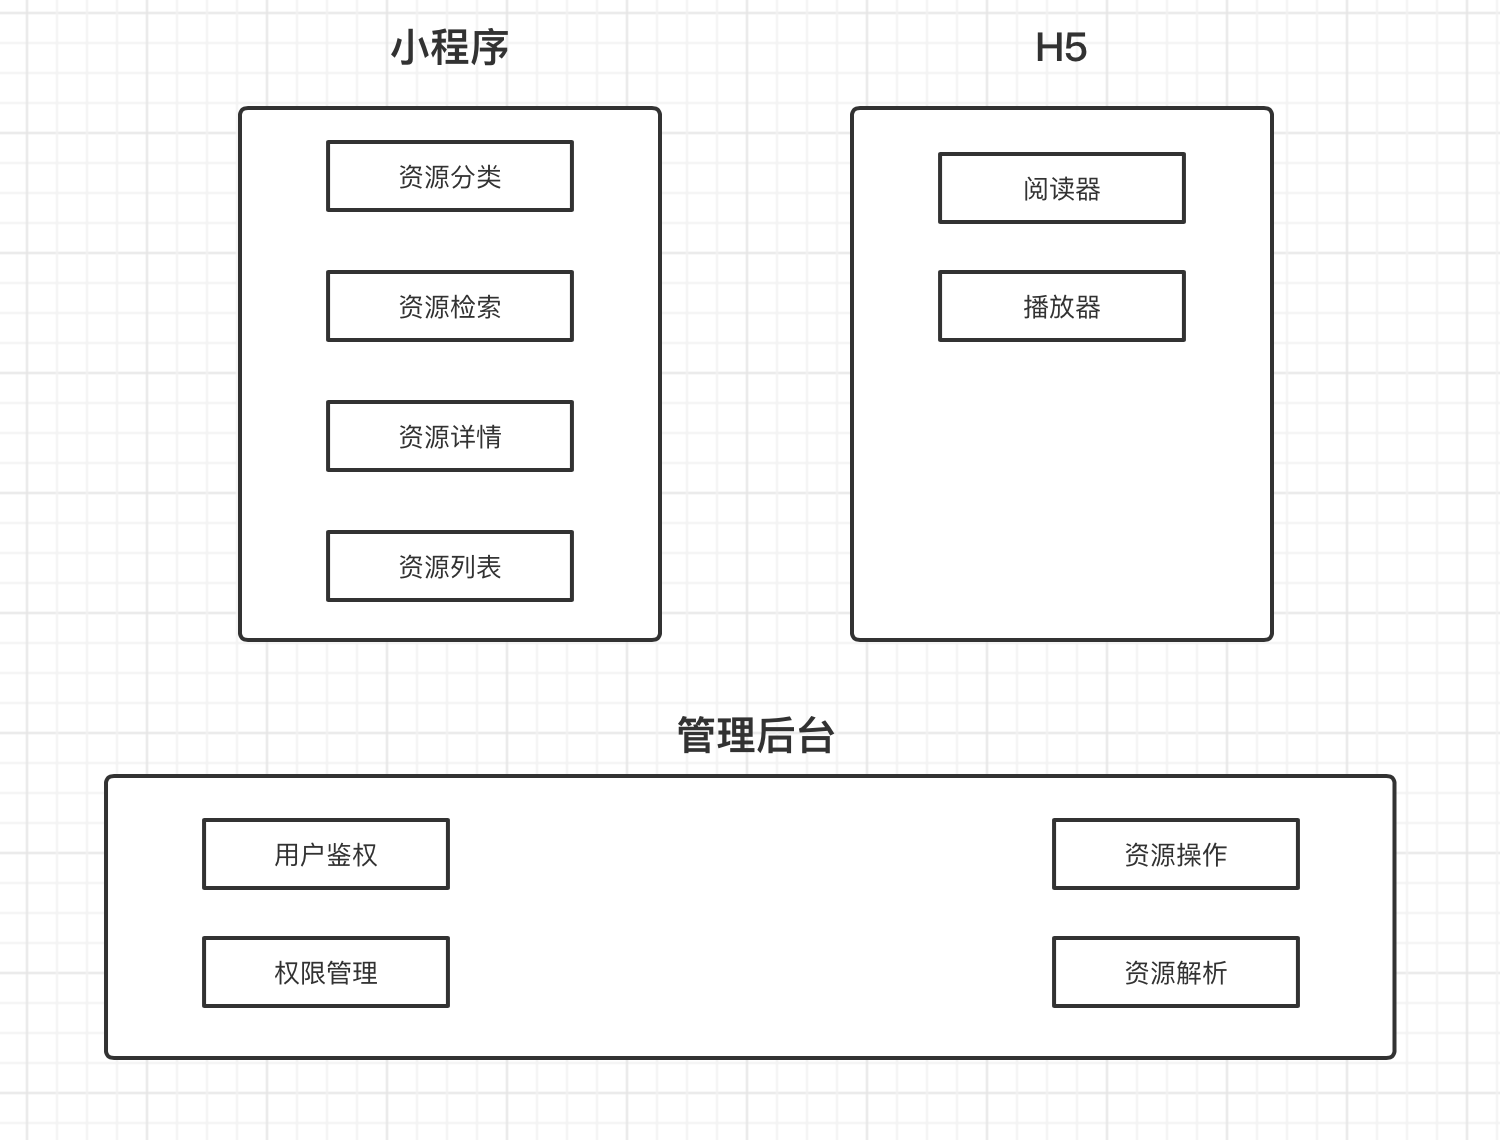 小程序
资源分类
资源检索
资源详情
资源列表
H5
阅读器
播放器
管理后台
用户鉴权
权限管理
资源操作
资源解析